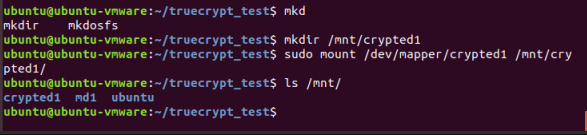 ubuntu@ubuntu-vmware:~/truecrypt_test$ mkd
mkdir    mkdosfs
ubuntu@ubuntu-vmware:~/truecrypt_test$ mkdir /mnt/crypted1
ubuntu@ubuntu-vmware:~/truecrypt_test$ sudo mount /dev/mapper/crypted1 /mnt/cry
pted1/
ubuntu@ubuntu-vmware:~/truecrypt_test$ ls /mnt/
crypted1  md1  ubuntu
ubuntu@ubuntu-vmware:~/truecrypt_test$